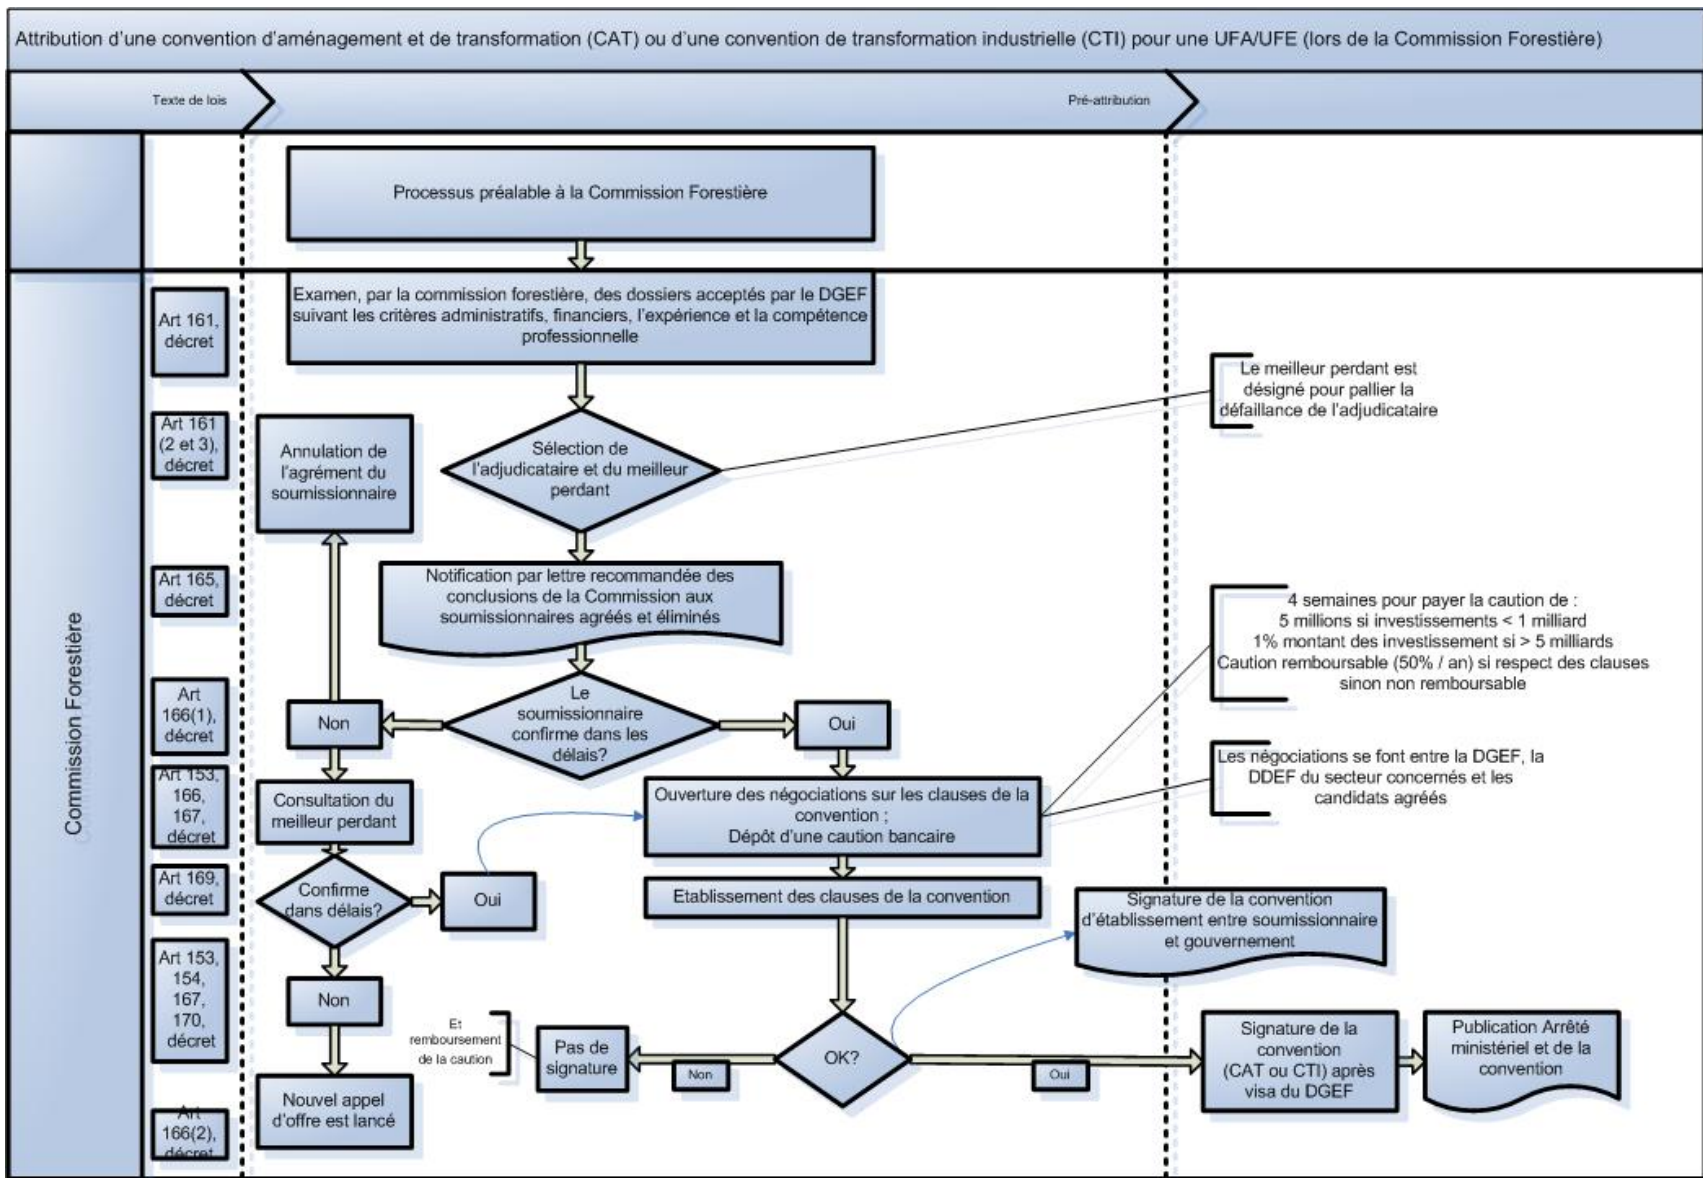 Attribution d'une convention d'aménagement et de transformation (CAT) ou d'une convention de transformation industrielle (CTI) pour une UFA/UFE (lors de la Commission Forestière)
Texte de lois
Pré-attribution
Processus préalable à la Commission Forestière
Commission Forestière
Art 161,
décret
Examen, par la commission forestière, des dossiers acceptés par le DGEF
suivant les critères administratifs, financiers, l'expérience et la compétence
professionnelle
Le meilleur perdant est
désigné pour pallier la
défaillance de l'adjudicataire
Art 161
(2 et 3),
décret
Annulation de
l'agrément du
soumissionnaire
Sélection de
l'adjudicataire et du meilleur
perdant
Art 165,
décret
Notification par lettre recommandée des
conclusions de la Commission aux
soumissionnaires agréés et éliminés
4 semaines pour payer la caution de :
5 millions si investissements < 1 milliard
1% montant des investissement si > 5 milliards
Caution remboursable (50% / an) si respect des clauses
sinon non remboursable
Art
166(1),
décret
Non
Le
soumissionnaire
confirme dans les
délais?
Oui
Art 153,
166,
167,
décret
Consultation du
meilleur perdant
Ouverture des négociations sur les clauses de la
convention ;
Dépôt d'une caution bancaire
Les négociations se font entre la DGEF, la
DDEF du secteur concernés et les
candidats agréés
Art 169,
décret
Confirme
dans délais?
Oui
Etablissement des clauses de la convention
Signature de la convention
d'établissement entre soumissionnaire
et gouvernement
Art 153,
154,
167,
170,
décret
Non
Et
remboursement
de la caution
Pas de
signature
Non
OK?
Oui
Signature de la
convention
(CAT ou CTI) après
visa du DGEF
Publication Arrêté
ministériel et de la
convention
Art
166(2),
décret
Nouvel appel
d'offre est lancé